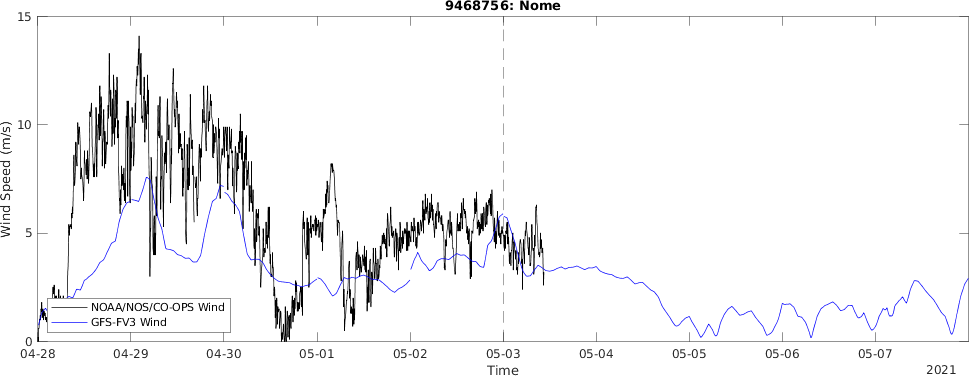 9468756: Nome
15
10
5
0
Wind Speed (m/s)
NOAA/NOS/CO-OPS Wind
GFS-FV3 Wind
04-28 04-29 04-30 05-01 05-02 05-03 05-04 05-05 05-06 05-07
Time
2021